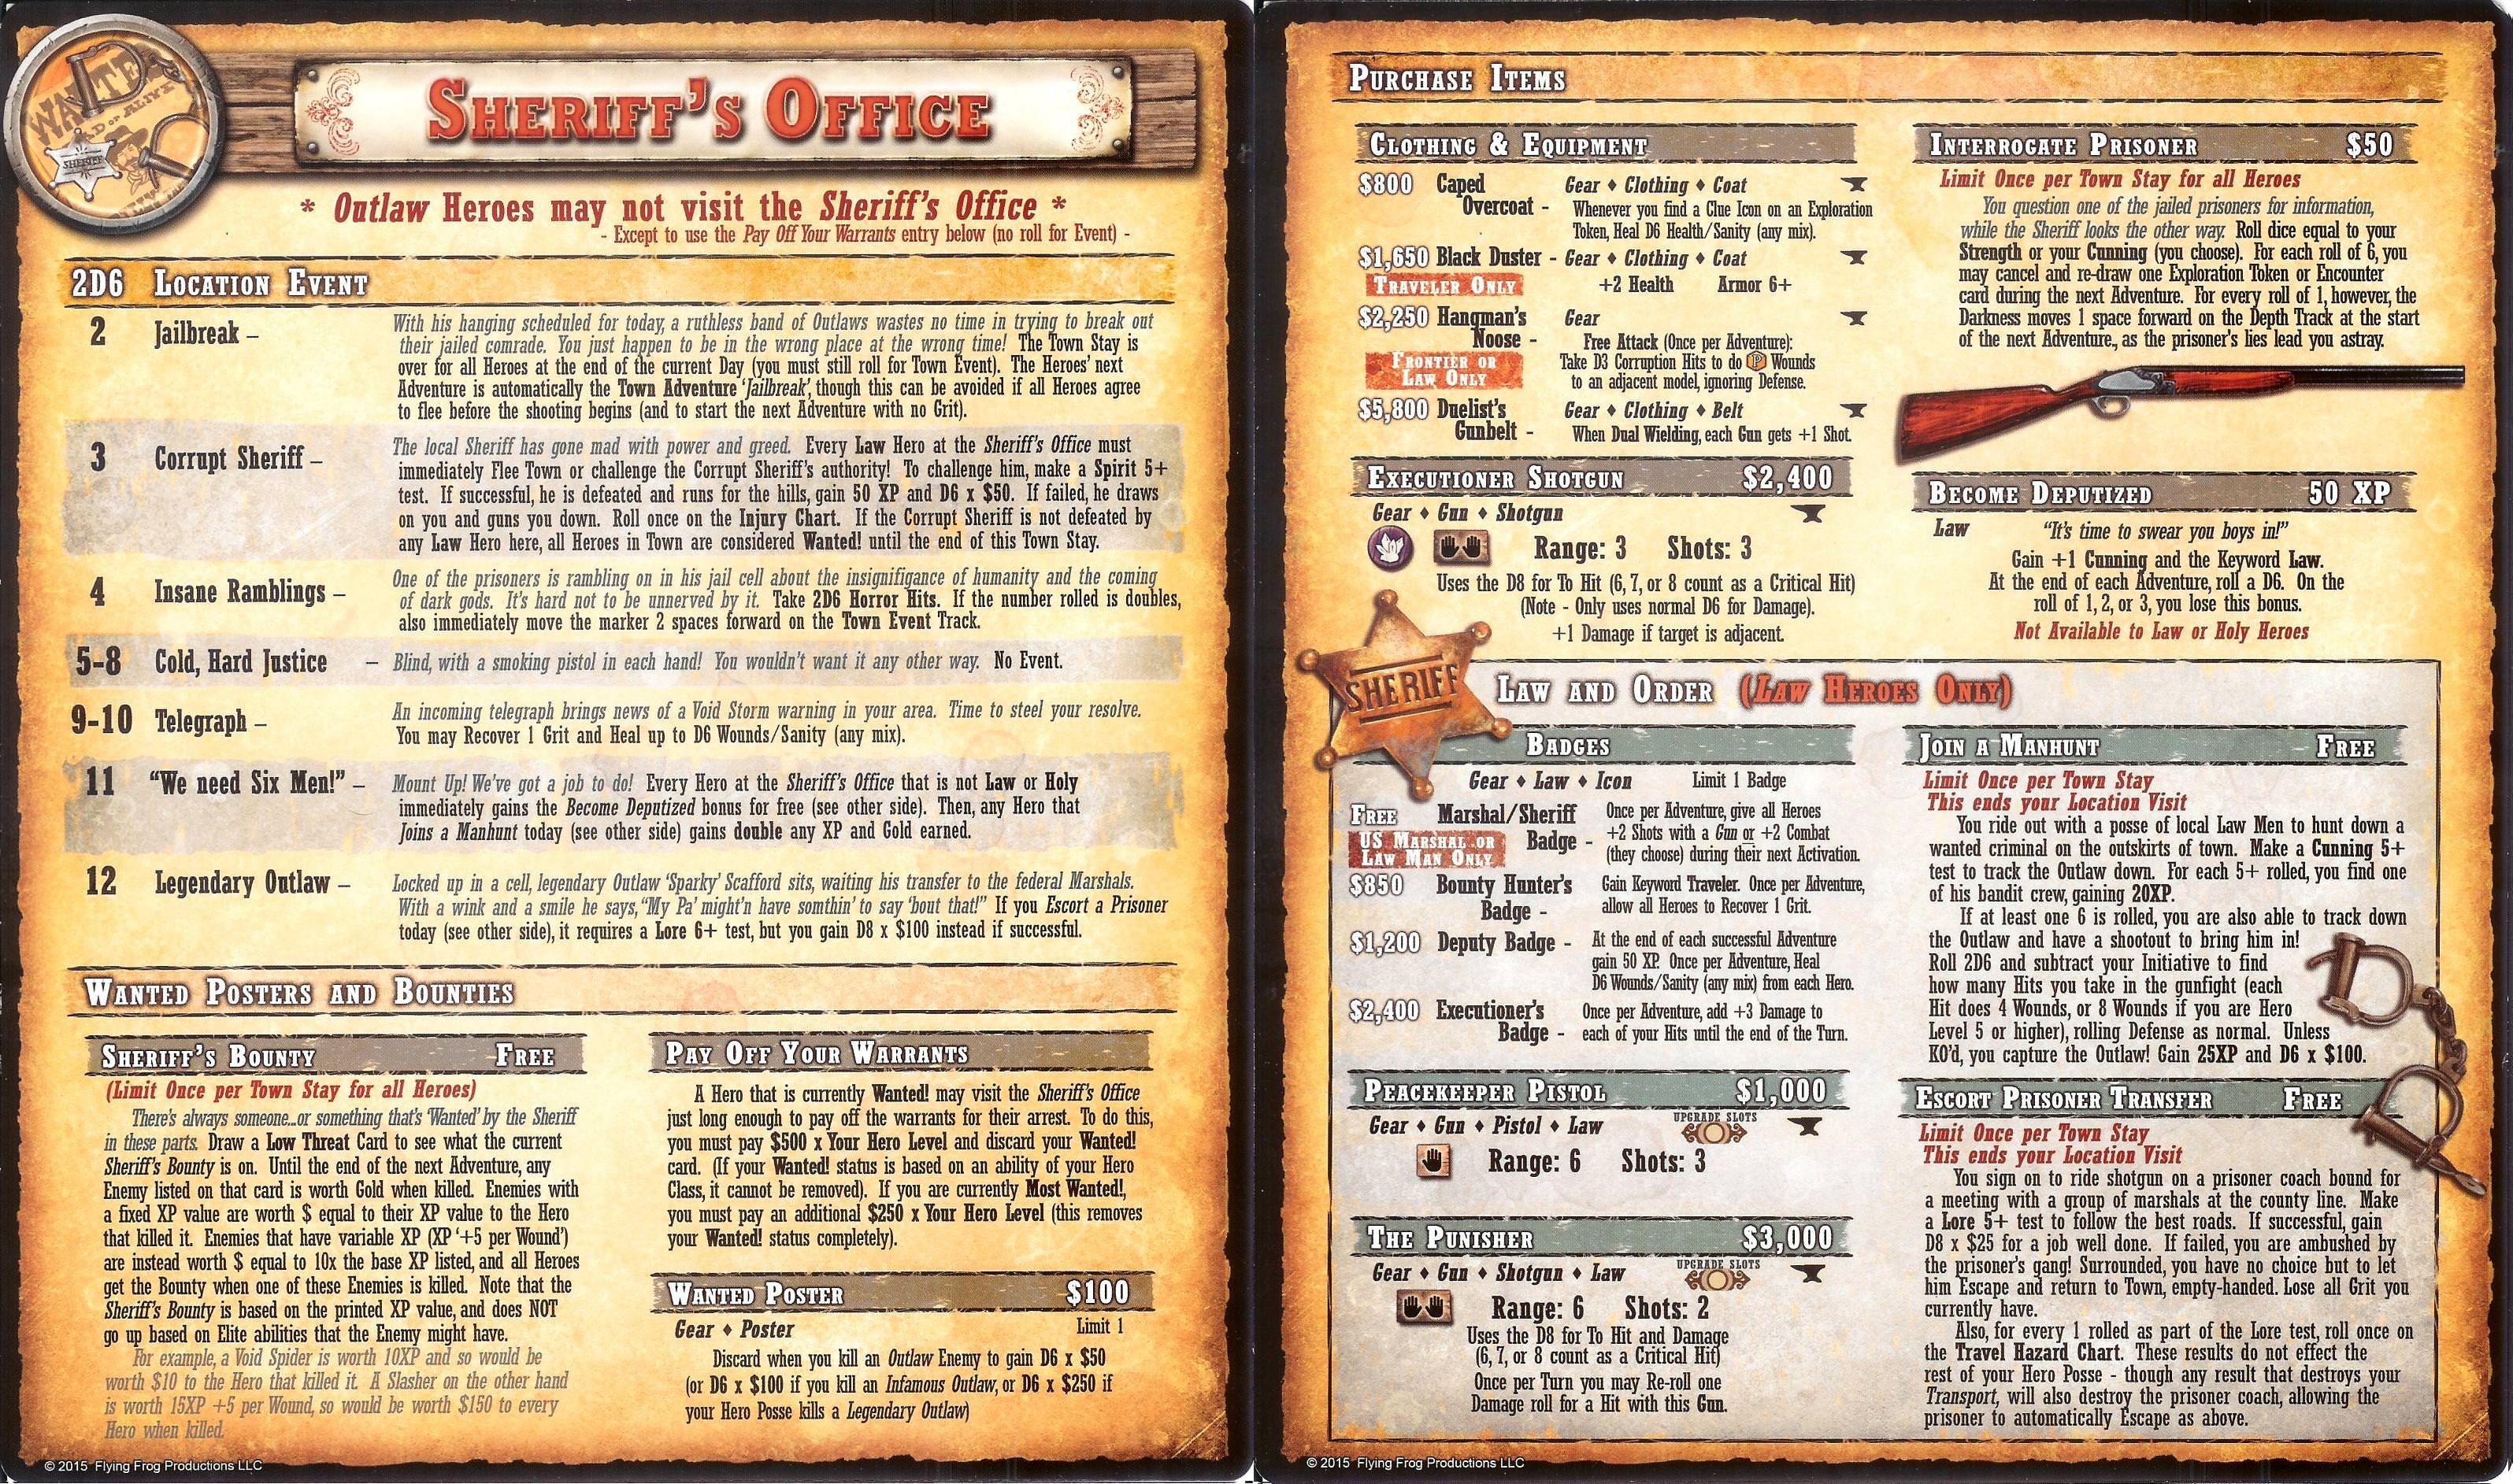 WANTED
DEAD OR ALIVE
SHERIFF
Sheriff's Office
* Outlaw Heroes may not visit the Sheriff's Office *
- Except to use the Pay Off Your Warrants entry below (no roll for Event) -
2D6 Location Event
2 Jailbreak – With his hanging scheduled for today, a ruthless band of Outlaws wastes no time in trying to break out
their jailed comrade. You just happen to be in the wrong place at the wrong time! The Town Stay is
over for all Heroes at the end of the current Day (you must still roll for Town Event). The Heroes' next
Adventure is automatically the Town Adventure 'Jailbreak', though this can be avoided if all Heroes agree
to flee before the shooting begins (and to start the next Adventure with no Grit).
3 Corrupt Sheriff – The local Sheriff has gone mad with power and greed. Every Law Hero at the Sheriff's Office must
immediately Flee Town or challenge the Corrupt Sheriff's authority! To challenge him, make a Spirit 5+
test. If successful, he is defeated and runs for the hills, gain 50 XP and D6 x $50. If failed, he draws
on you and guns you down. Roll once on the Injury Chart. If the Corrupt Sheriff is not defeated by
any Law Hero here, all Heroes in Town are considered Wanted! until the end of this Town Stay.
4 Insane Ramblings – One of the prisoners is rambling on in his jail cell about the insignifigance of humanity and the coming
of dark gods. It's hard not to be unnerved by it. Take 2D6 Horror Hits. If the number rolled is doubles,
also immediately move the marker 2 spaces forward on the Town Event Track.
5-8 Cold, Hard Justice – Blind, with a smoking pistol in each hand! You wouldn't want it any other way. No Event.
9-10 Telegraph – An incoming telegraph brings news of a Void Storm warning in your area. Time to steel your resolve.
You may Recover 1 Grit and Heal up to D6 Wounds/Sanity (any mix).
11 "We need Six Men!" – Mount Up! We've got a job to do! Every Hero at the Sheriff's Office that is not Law or Holy
immediately gains the Become Deputized bonus for free (see other side). Then, any Hero that
Joins a Manhunt today (see other side) gains double any XP and Gold earned.
12 Legendary Outlaw – Locked up in a cell, legendary Outlaw 'Sparky' Scafford sits, waiting his transfer to the federal Marshals.
With a wink and a smile he says, "My Pa' might'n have somthin' to say 'bout that!" If you Escort a Prisoner
today (see other side), it requires a Lore 6+ test, but you gain D8 x $100 instead if successful.
Wanted Posters and Bounties
Sheriff's Bounty Free
(Limit Once per Town Stay for all Heroes)
There's always someone...or something that's 'Wanted' by the Sheriff
in these parts. Draw a Low Threat Card to see what the current
Sheriff's Bounty is on. Until the end of the next Adventure, any
Enemy listed on that card is worth Gold when killed. Enemies with
a fixed XP value are worth $ equal to their XP value to the Hero
that killed it. Enemies that have variable XP (XP '+5 per Wound')
are instead worth $ equal to 10x the base XP listed, and all Heroes
get the Bounty when one of these Enemies is killed. Note that the
Sheriff's Bounty is based on the printed XP value, and does NOT
go up based on Elite abilities that the Enemy might have.
For example, a Void Spider is worth 10XP and so would be
worth $10 to the Hero that killed it. A Slasher on the other hand
is worth 15XP +5 per Wound, so would be worth $150 to every
Hero when killed.
Pay Off Your Warrants
A Hero that is currently Wanted! may visit the Sheriff's Office
just long enough to pay off the warrants for their arrest. To do this,
you must pay $500 x Your Hero Level and discard your Wanted!
card. (If your Wanted! status is based on an ability of your Hero
Class, it cannot be removed). If you are currently Most Wanted!,
you must pay an additional $250 x Your Hero Level (this removes
your Wanted! status completely).
Wanted Poster $100
Gear ♦ Poster Limit 1
Discard when you kill an Outlaw Enemy to gain D6 x $50
(or D6 x $100 if you kill an Infamous Outlaw, or D6 x $250 if
your Hero Posse kills a Legendary Outlaw)
© 2015 Flying Frog Productions LLC
Purchase Items
Clothing & Equipment
$800 Caped Gear ♦ Clothing ♦ Coat
Overcoat - Whenever you find a Clue Icon on an Exploration
Token, Heal D6 Health/Sanity (any mix).
$1,650 Black Duster - Gear ♦ Clothing ♦ Coat
Traveler Only +2 Health Armor 6+
$2,250 Hangman's Gear
Noose - Free Attack (Once per Adventure):
Frontier or Take D3 Corruption Hits to do P Wounds
Law Only to an adjacent model, ignoring Defense.
$5,800 Duelist's Gear ♦ Clothing ♦ Belt
Gunbelt - When Dual Wielding, each Gun gets +1 Shot.
Executioner Shotgun $2,400
Gear ♦ Gun ♦ Shotgun
Range: 3 Shots: 3
Uses the D8 for To Hit (6, 7, or 8 count as a Critical Hit)
(Note - Only uses normal D6 for Damage).
+1 Damage if target is adjacent.
Interrogate Prisoner $50
Limit Once per Town Stay for all Heroes
You question one of the jailed prisoners for information,
while the Sheriff looks the other way. Roll dice equal to your
Strength or your Cunning (you choose). For each roll of 6, you
may cancel and re-draw one Exploration Token or Encounter
card during the next Adventure. For every roll of 1, however, the
Darkness moves 1 space forward on the Depth Track at the start
of the next Adventure., as the prisoner's lies lead you astray.
Become Deputized 50 XP
Law "It's time to swear you boys in!"
Gain +1 Cunning and the Keyword Law.
At the end of each Adventure, roll a D6. On the
roll of 1, 2, or 3, you lose this bonus.
Not Available to Law or Holy Heroes
SHERIFF
Law and Order (Law Heroes Only)
Badges
Gear ♦ Law ♦ Icon Limit 1 Badge
Free Marshal/Sheriff Once per Adventure, give all Heroes
US Marshal or Badge - +2 Shots with a Gun or +2 Combat
Law Man Only (they choose) during their next Activation.
$850 Bounty Hunter's Gain Keyword Traveler. Once per Adventure,
Badge - allow all Heroes to Recover 1 Grit.
$1,200 Deputy Badge - At the end of each successful Adventure
gain 50 XP. Once per Adventure, Heal
D6 Wounds/Sanity (any mix) from each Hero.
$2,400 Executioner's Once per Adventure, add +3 Damage to
Badge - each of your Hits until the end of the Turn.
Peacekeeper Pistol $1,000
Gear ♦ Gun ♦ Pistol ♦ Law UPGRADE SLOTS
Range: 6 Shots: 3
The Punisher $3,000
Gear ♦ Gun ♦ Shotgun ♦ Law UPGRADE SLOTS
Range: 6 Shots: 2
Uses the D8 for To Hit and Damage
(6, 7, or 8 count as a Critical Hit)
Once per Turn you may Re-roll one
Damage roll for a Hit with this Gun.
Join a Manhunt Free
Limit Once per Town Stay
This ends your Location Visit
You ride out with a posse of local Law Men to hunt down a
wanted criminal on the outskirts of town. Make a Cunning 5+
test to track the Outlaw down. For each 5+ rolled, you find one
of his bandit crew, gaining 20XP.
If at least one 6 is rolled, you are also able to track down
the Outlaw and have a shootout to bring him in!
Roll 2D6 and subtract your Initiative to find
how many Hits you take in the gunfight (each
Hit does 4 Wounds, or 8 Wounds if you are Hero
Level 5 or higher), rolling Defense as normal. Unless
KO'd, you capture the Outlaw! Gain 25XP and D6 x $100.
Escort Prisoner Transfer Free
Limit Once per Town Stay
This ends your Location Visit
You sign on to ride shotgun on a prisoner coach bound for
a meeting with a group of marshals at the county line. Make
a Lore 5+ test to follow the best roads. If successful, gain
D8 x $25 for a job well done. If failed, you are ambushed by
the prisoner's gang! Surrounded, you have no choice but to let
him Escape and return to Town, empty-handed. Lose all Grit you
currently have.
Also, for every 1 rolled as part of the Lore test, roll once on
the Travel Hazard Chart. These results do not effect the
rest of your Hero Posse - though any result that destroys your
Transport, will also destroy the prisoner coach, allowing the
prisoner to automatically Escape as above.
© 2015 Flying Frog Productions LLC